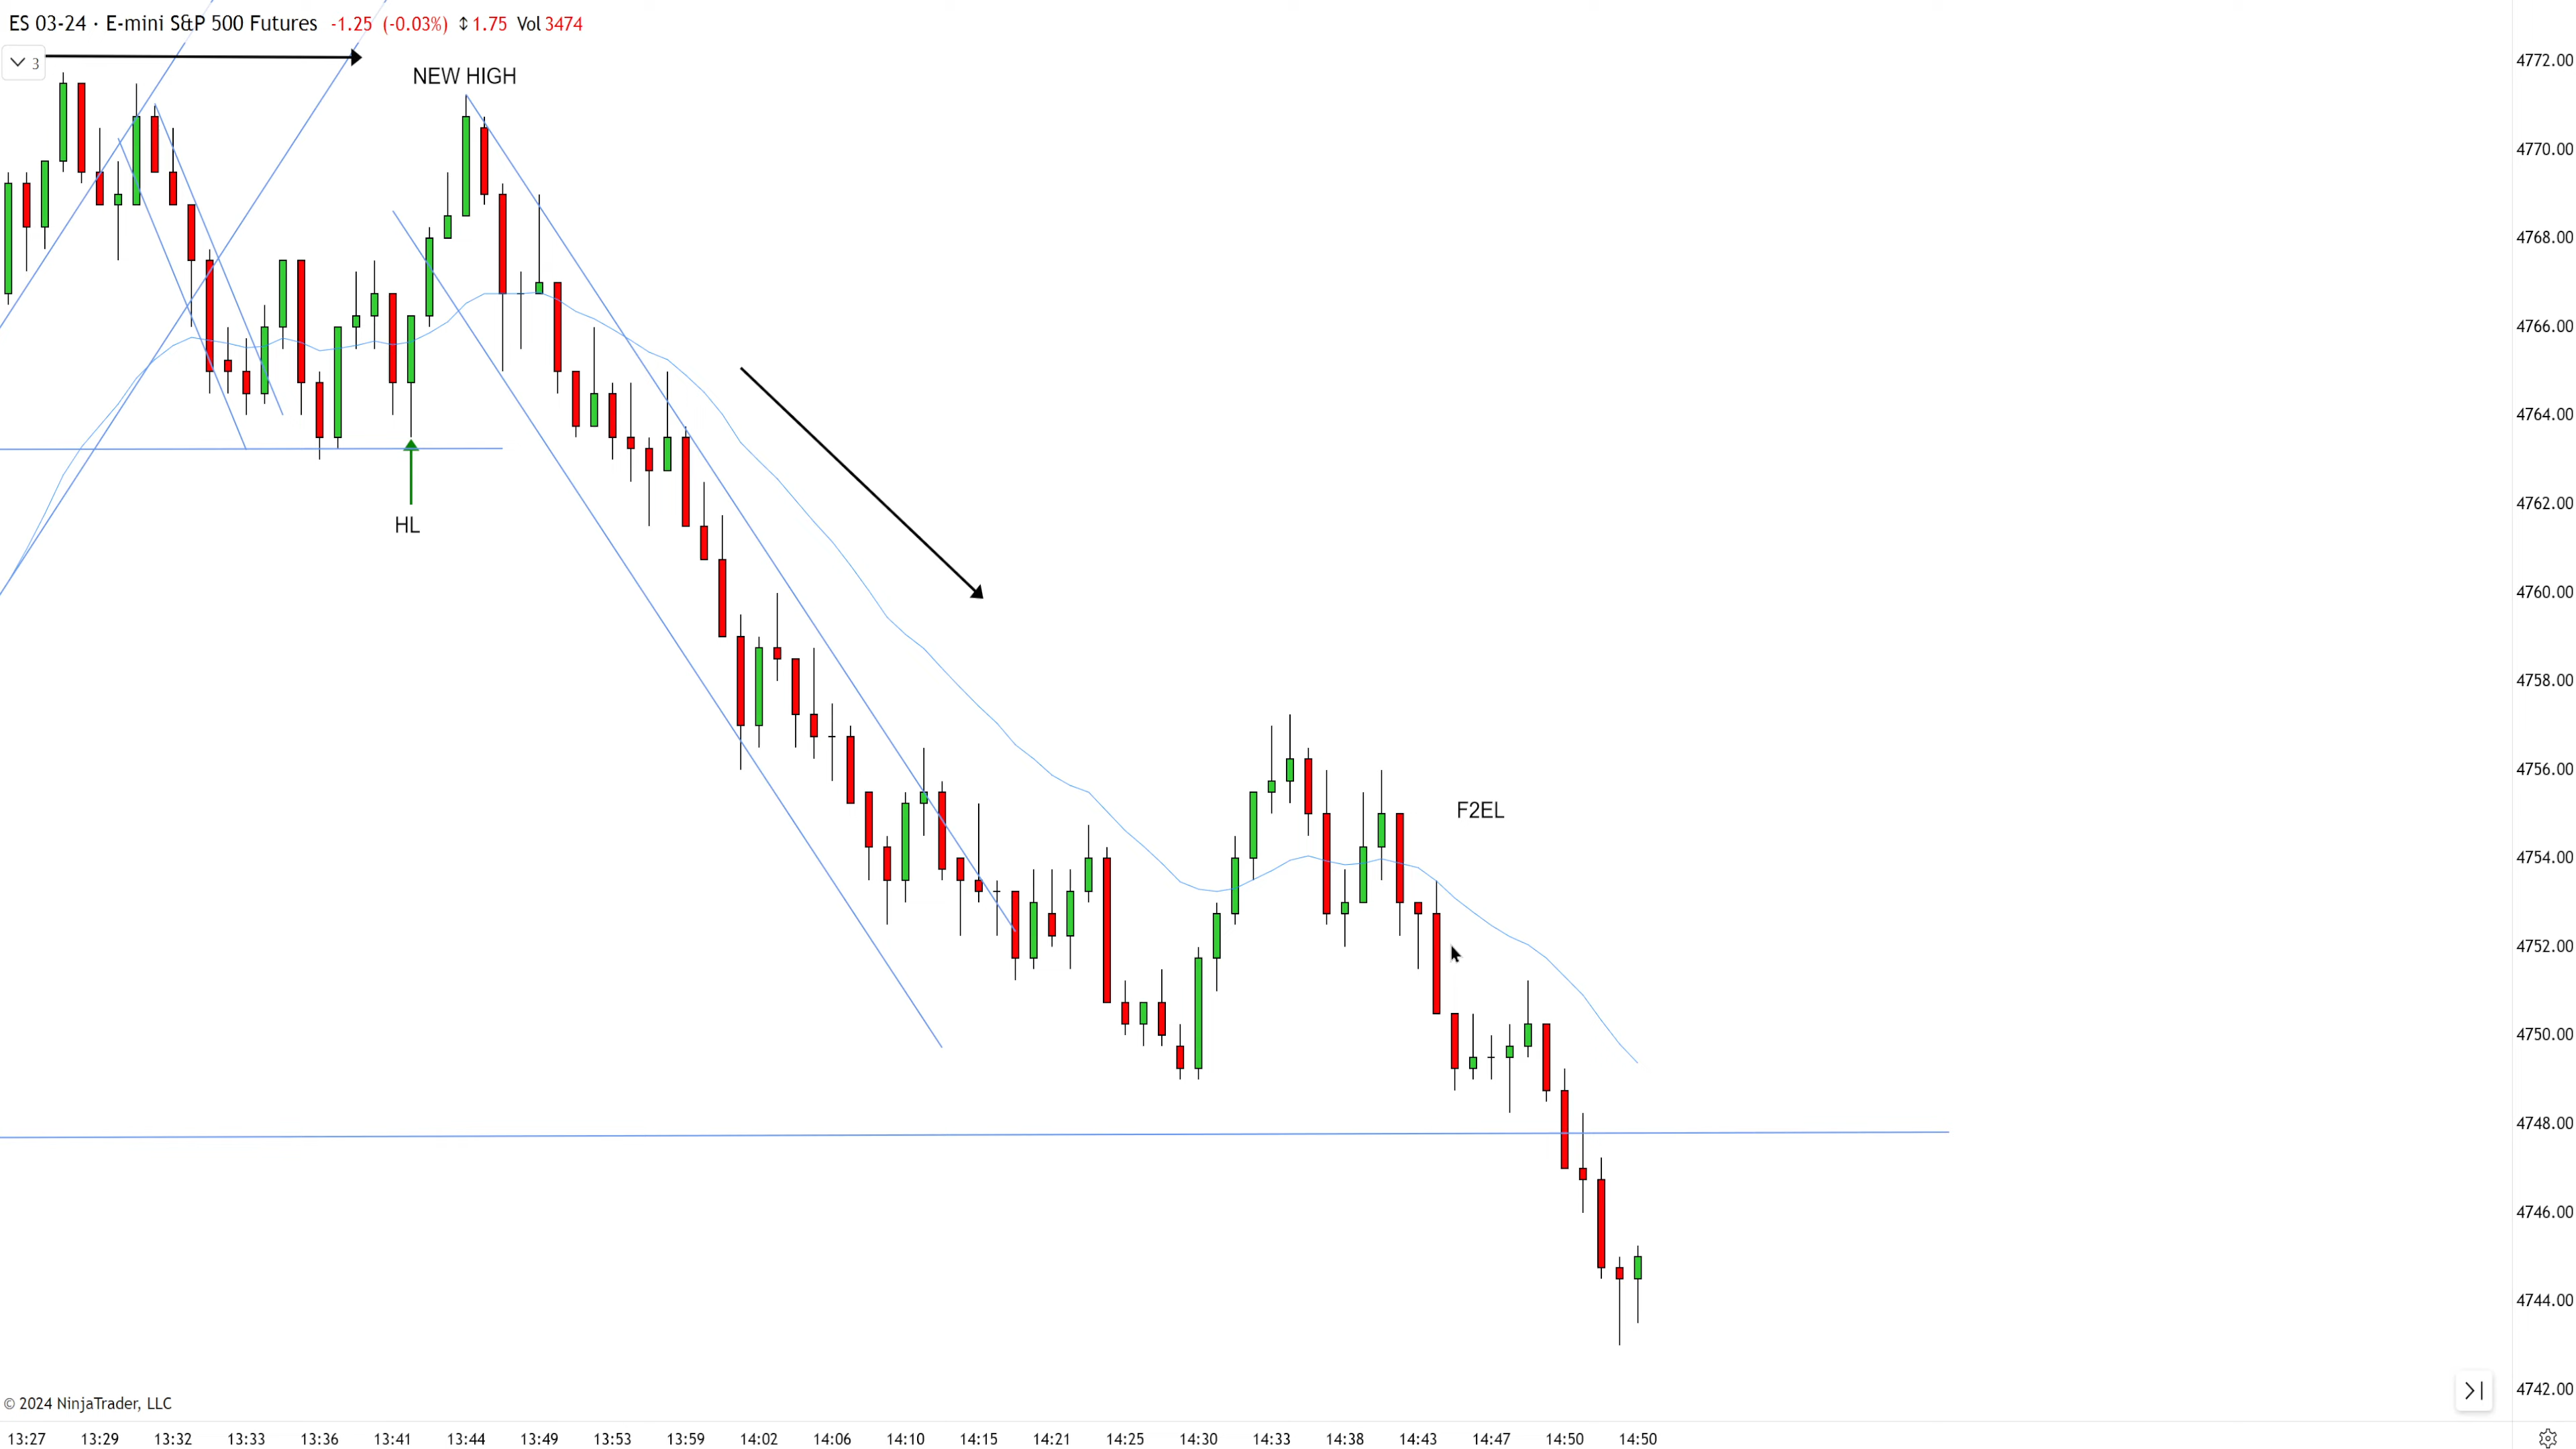 ES 03-24 · E-mini S&P 500 Futures -1.25 (-0.03%) ↕1.75 Vol 3474
3
NEW HIGH
HL
F2EL
4772.00
4770.00
4768.00
4766.00
4764.00
4762.00
4760.00
4758.00
4756.00
4754.00
4752.00
4750.00
4748.00
4746.00
4744.00
4742.00
© 2024 NinjaTrader, LLC
13:27 13:29 13:32 13:33 13:36 13:41 13:44 13:49 13:53 13:59 14:02 14:06 14:10 14:15 14:21 14:25 14:30 14:33 14:38 14:43 14:47 14:50 14:50